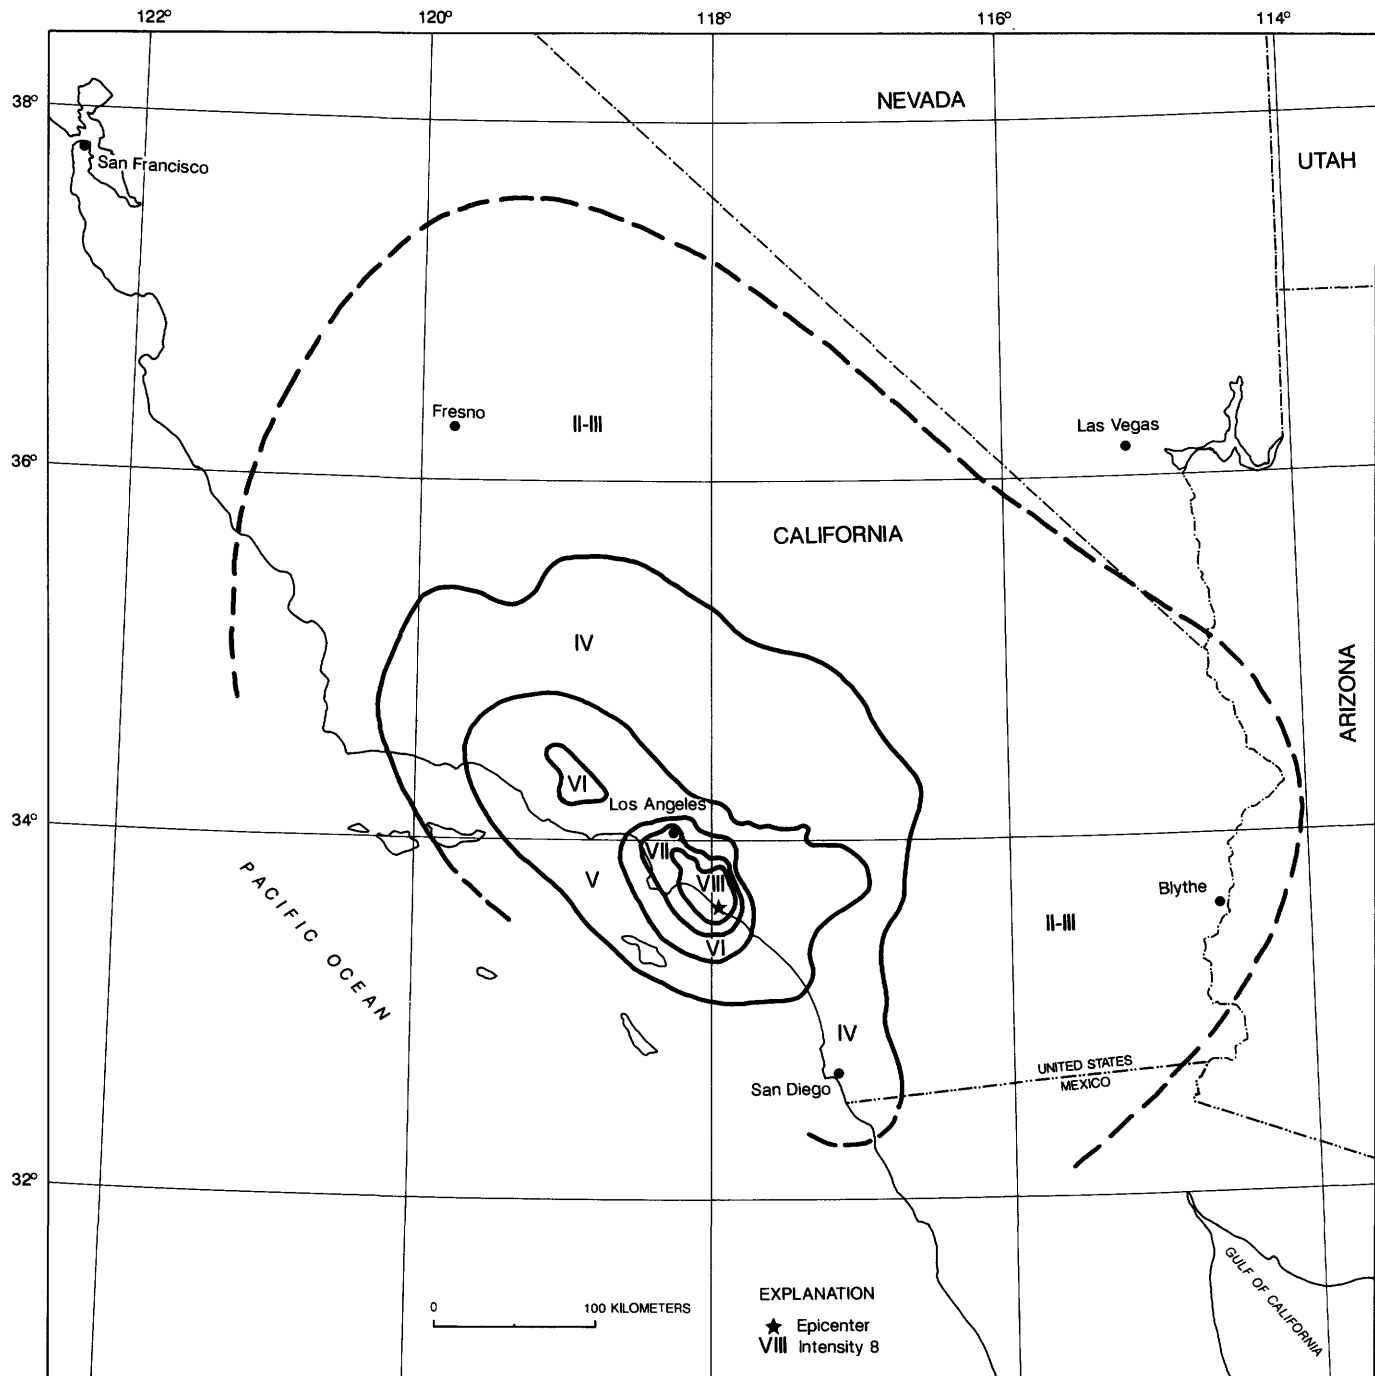 122° 120° 118° 116° 114°
38°
NEVADA
UTAH
San Francisco
Fresno
II-III
Las Vegas
36°
CALIFORNIA
IV
ARIZONA
VI
Los Angeles
34°
VII
V
VIII
Blythe
PACIFIC OCEAN
II-III
VI
IV
UNITED STATES
MEXICO
San Diego
32°
GULF OF CALIFORNIA
EXPLANATION
0 100 KILOMETERS
Epicenter
VIII Intensity 8